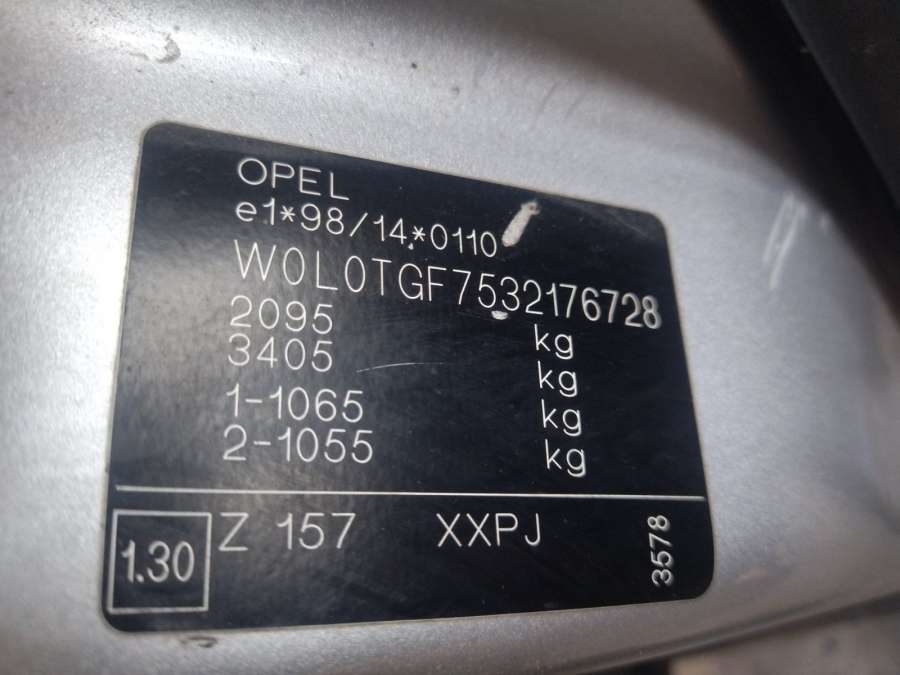 OPEL
e1*98/14*0110
W0L0TGF7532176728
2095 kg
3405 kg
1-1065 kg
2-1055 kg
1.30 Z 157 XXPJ 3578